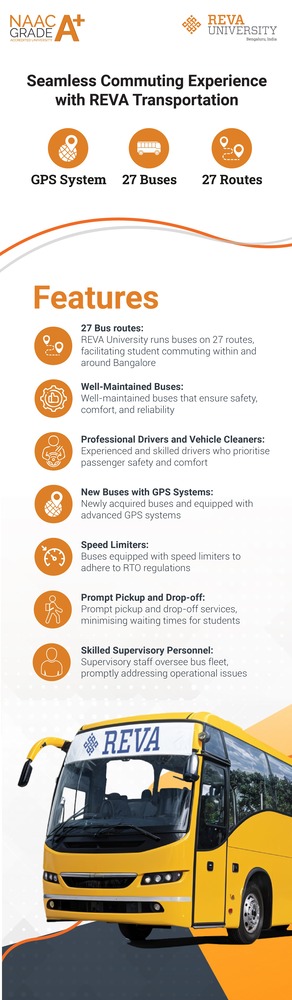 NAAC
GRADE A+
ACCREDITED UNIVERSITY
REVA
UNIVERSITY
Bengaluru, India
Seamless Commuting Experience
with REVA Transportation
GPS System
27 Buses
27 Routes
Features
27 Bus routes:
REVA University runs buses on 27 routes,
facilitating student commuting within and
around Bangalore
Well-Maintained Buses:
Well-maintained buses that ensure safety,
comfort, and reliability
Professional Drivers and Vehicle Cleaners:
Experienced and skilled drivers who prioritise
passenger safety and comfort
New Buses with GPS Systems:
Newly acquired buses and equipped with
advanced GPS systems
Speed Limiters:
Buses equipped with speed limiters to
adhere to RTO regulations
Prompt Pickup and Drop-off:
Prompt pickup and drop-off services,
minimising waiting times for students
Skilled Supervisory Personnel:
Supervisory staff oversee bus fleet,
promptly addressing operational issues
REVA